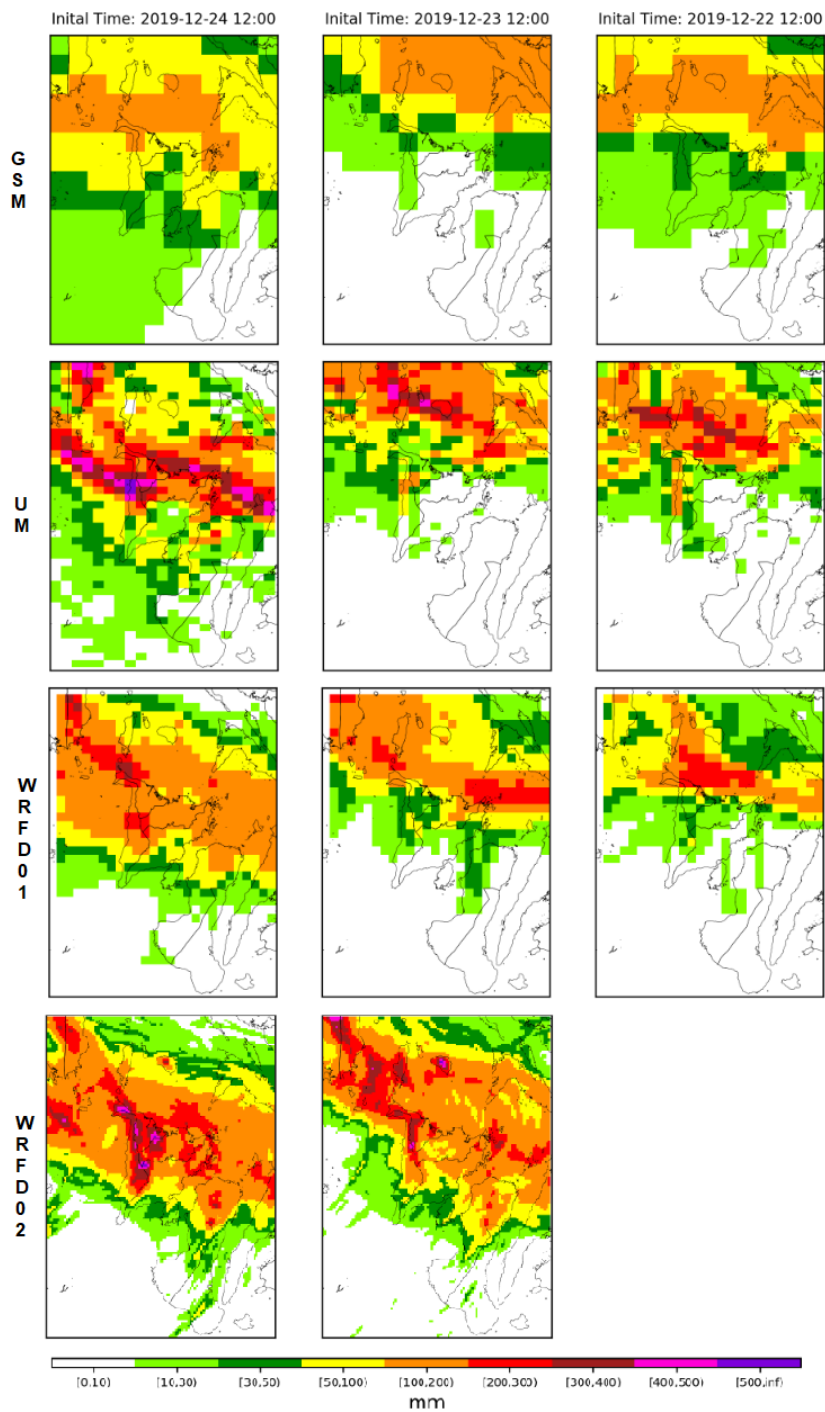 Inital Time: 2019-12-24 12:00
Inital Time: 2019-12-23 12:00
Inital Time: 2019-12-22 12:00
G
S
M
U
M
W
R
F
D
0
1
W
R
F
D
0
2
[0,10) [10,30) [30,50) [50,100) [100,200) [200,300) [300,400) [400,500) [500,inf)
mm